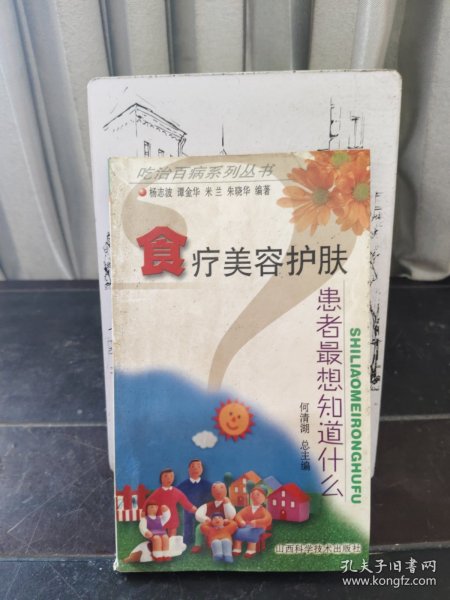 吃治百病系列丛书
杨志波 谭金华 米兰 朱晓华 编著
食疗美容护肤
患者最想知道什么
SHILIAOMEIRONGHUFU
何清湖 总主编
山西科学技术出版社
孔夫子旧书网
www.kongfz.com